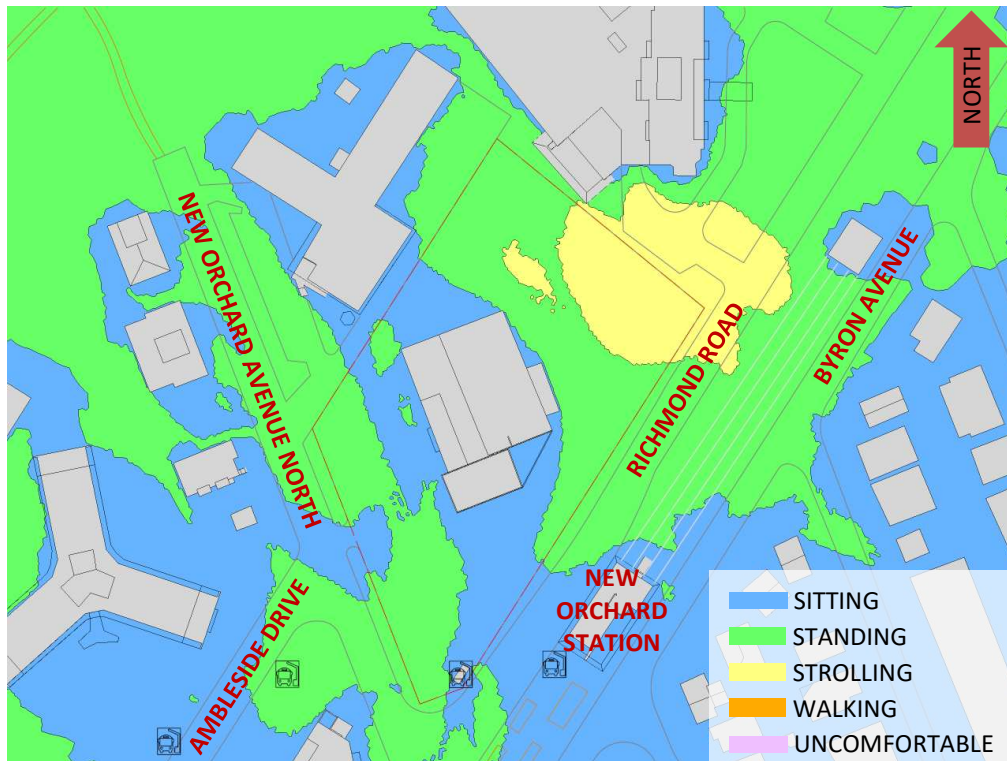 NORTH
NEW ORCHARD AVENUE NORTH
BYRON AVENUE
RICHMOND ROAD
AMBLESIDE DRIVE
NEW
ORCHARD
STATION
SITTING
STANDING
STROLLING
WALKING
UNCOMFORTABLE